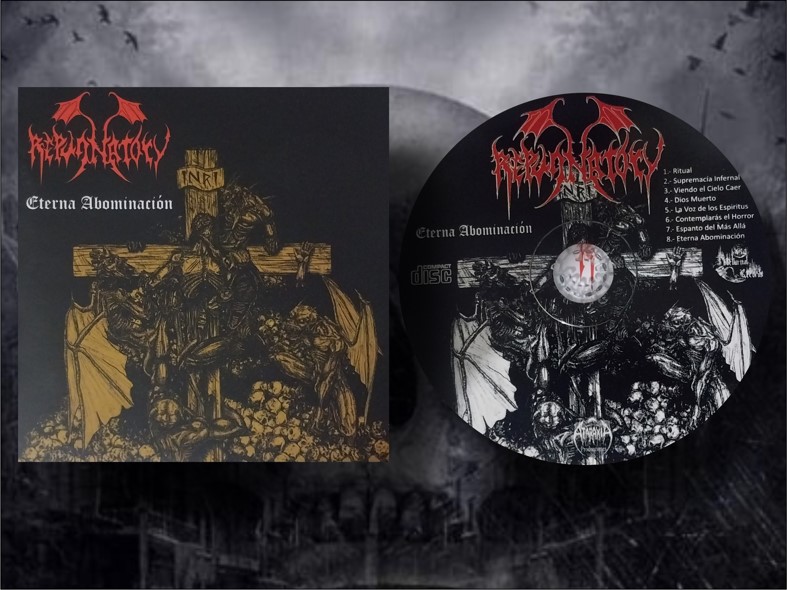 REPUGNATORY
Eterna Abominación
INRI
REPUGNATORY
INRI
Eterna Abominación
COMPACT
disc
1.- Ritual
2.- Supremacía Infernal
3.- Viendo el Cielo Caer
4.- Dios Muerto
5.- La Voz de los Espiritus
6.- Contemplarás el Horror
7.- Espanto del Más Allá
8.- Eterna Abominación